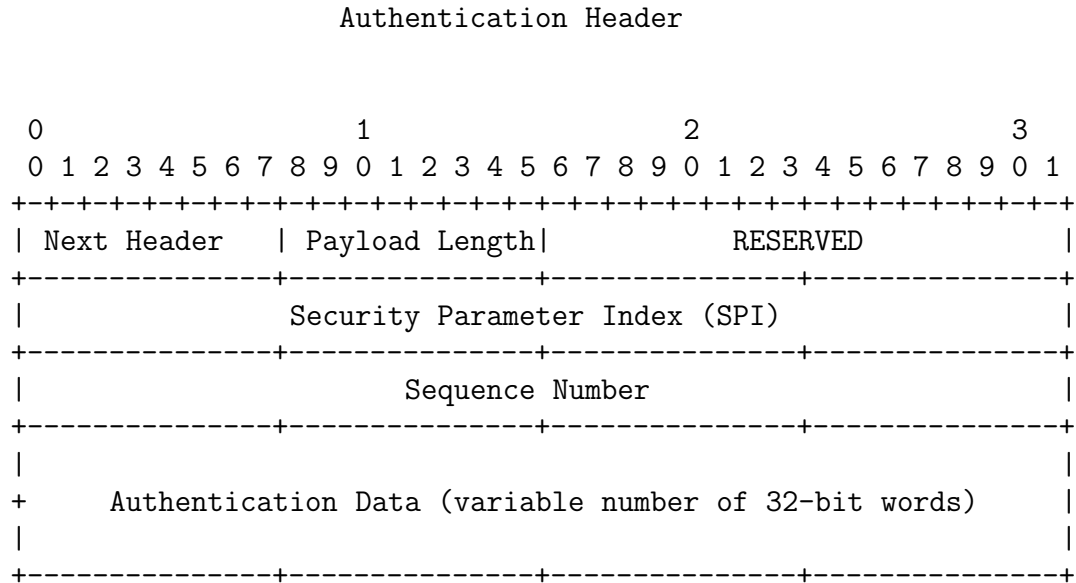 Authentication Header
0 1 2 3
0 1 2 3 4 5 6 7 8 9 0 1 2 3 4 5 6 7 8 9 0 1 2 3 4 5 6 7 8 9 0 1
+-+-+-+-+-+-+-+-+-+-+-+-+-+-+-+-+-+-+-+-+-+-+-+-+-+-+-+-+-+-+-+-+
| Next Header | Payload Length| RESERVED |
+---------------+---------------+---------------+---------------+
| Security Parameter Index (SPI) |
+---------------+---------------+---------------+---------------+
| Sequence Number |
+---------------+---------------+---------------+---------------+
| |
+ Authentication Data (variable number of 32-bit words) |
| |
+---------------+---------------+---------------+---------------+